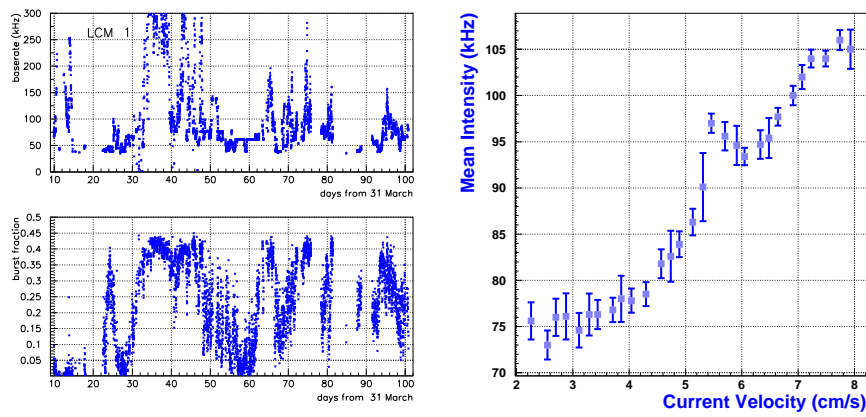 baserate (kHz)
300
250
200
150
100
50
0
LCM 1
10 20 30 40 50 60 70 80 90 100
days from 31 March
burst fraction
0.5
0.45
0.4
0.35
0.3
0.25
0.2
0.15
0.1
0.05
10 20 30 40 50 60 70 80 90 100
days from 31 March
Mean Intensity (kHz)
105
100
95
90
85
80
75
70
2 3 4 5 6 7 8
Current Velocity (cm/s)